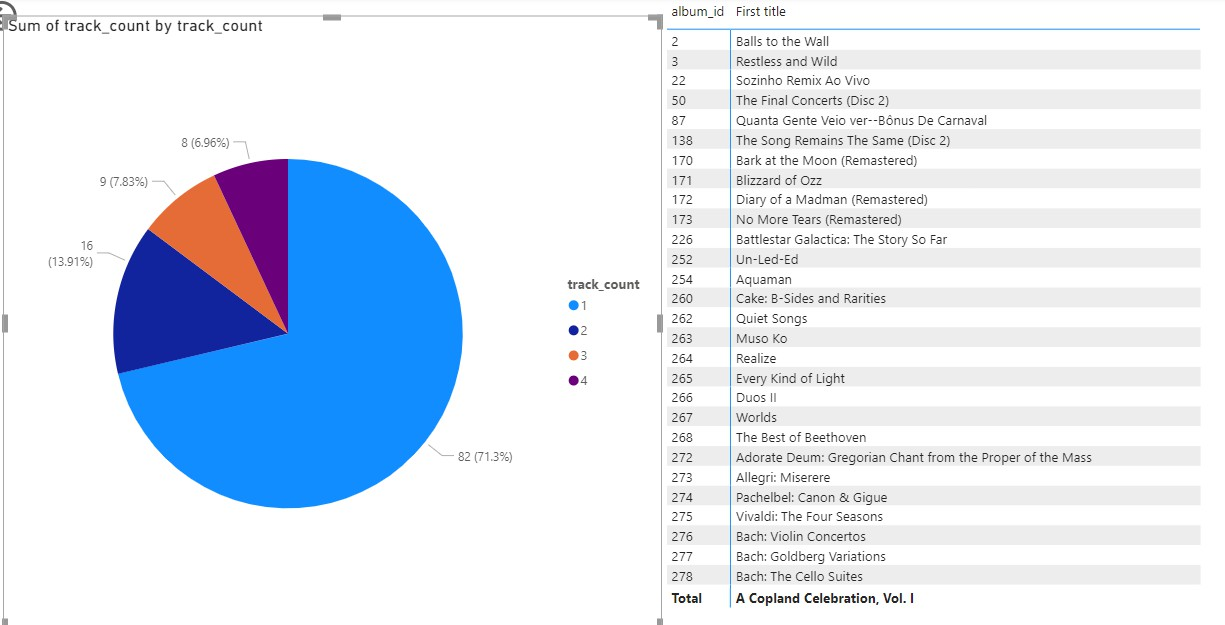 Sum of track_count by track_count
8 (6.96%)
9 (7.83%)
16
(13.91%)
82 (71.3%)
track_count
1
2
3
4
album_id First title
2 Balls to the Wall
3 Restless and Wild
22 Sozinho Remix Ao Vivo
50 The Final Concerts (Disc 2)
87 Quanta Gente Veio ver--Bônus De Carnaval
138 The Song Remains The Same (Disc 2)
170 Bark at the Moon (Remastered)
171 Blizzard of Ozz
172 Diary of a Madman (Remastered)
173 No More Tears (Remastered)
226 Battlestar Galactica: The Story So Far
252 Un-Led-Ed
254 Aquaman
260 Cake: B-Sides and Rarities
262 Quiet Songs
263 Muso Ko
264 Realize
265 Every Kind of Light
266 Duos II
267 Worlds
268 The Best of Beethoven
272 Adorate Deum: Gregorian Chant from the Proper of the Mass
273 Allegri: Miserere
274 Pachelbel: Canon & Gigue
275 Vivaldi: The Four Seasons
276 Bach: Violin Concertos
277 Bach: Goldberg Variations
278 Bach: The Cello Suites
Total A Copland Celebration, Vol. I